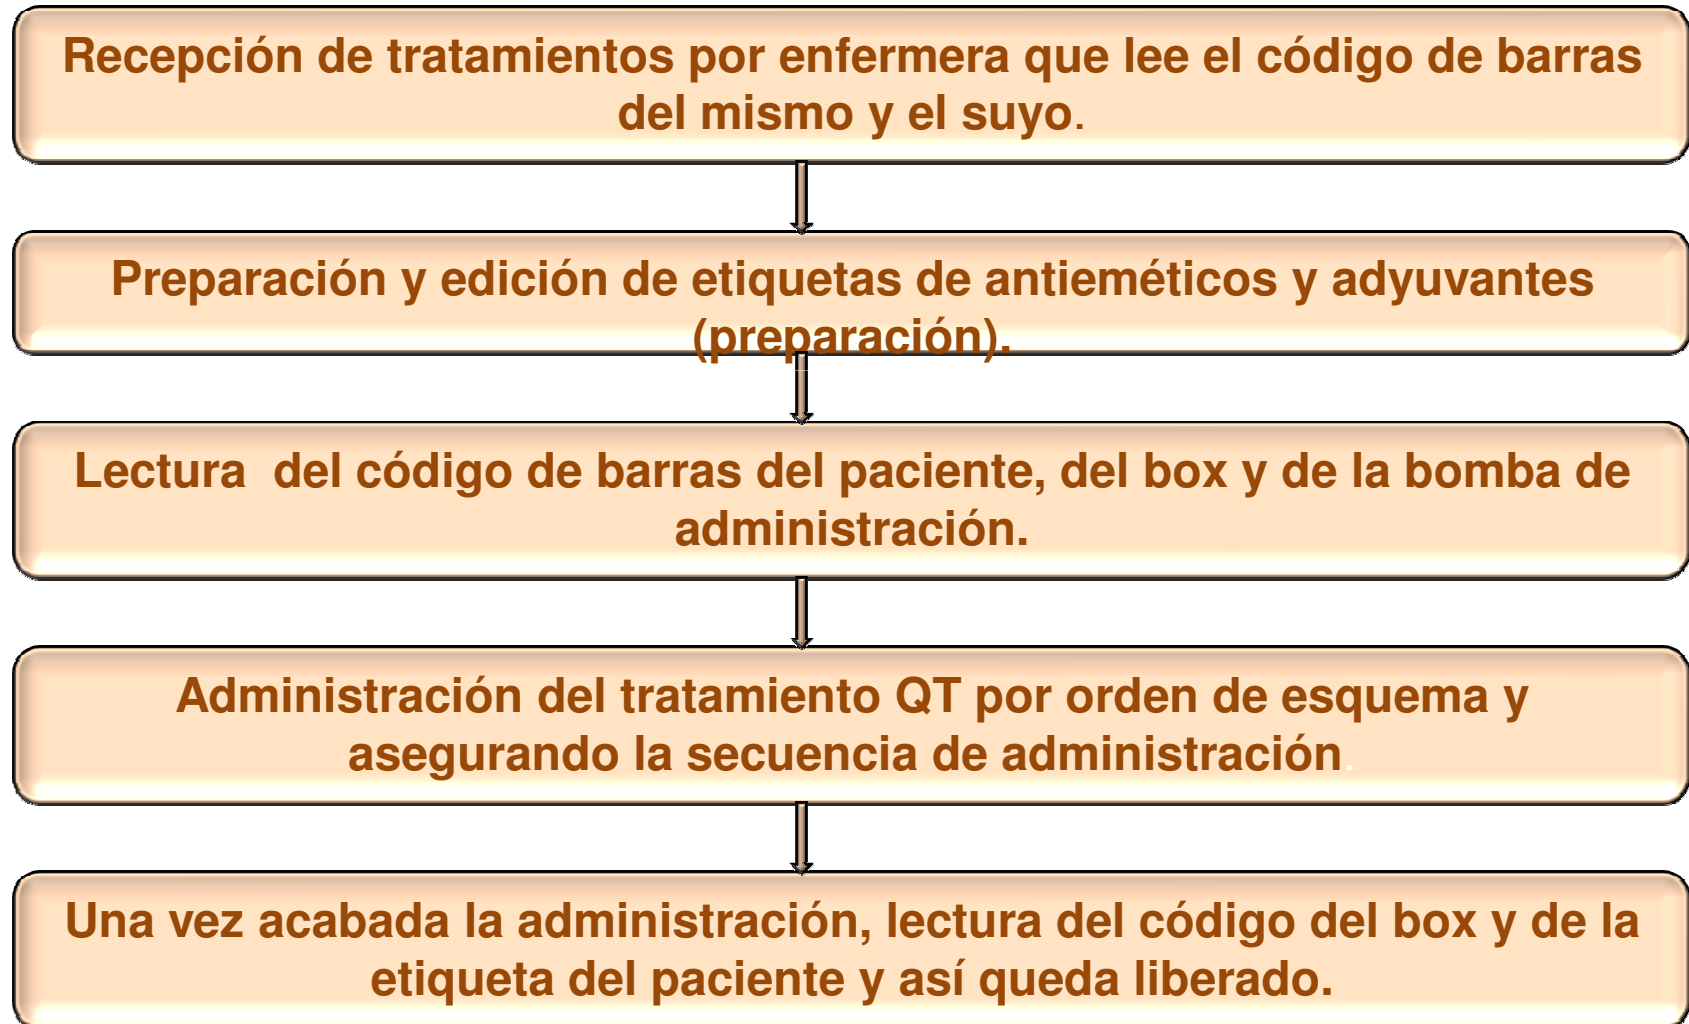 Recepción de tratamientos por enfermera que lee el código de barras
del mismo y el suyo.
Preparación y edición de etiquetas de antieméticos y adyuvantes
(preparación).
Lectura  del código de barras del paciente, del box y de la bomba de
administración.
Administración del tratamiento QT por orden de esquema y
asegurando la secuencia de administración.
Una vez acabada la administración, lectura del código del box y de la
etiqueta del paciente y así queda liberado.